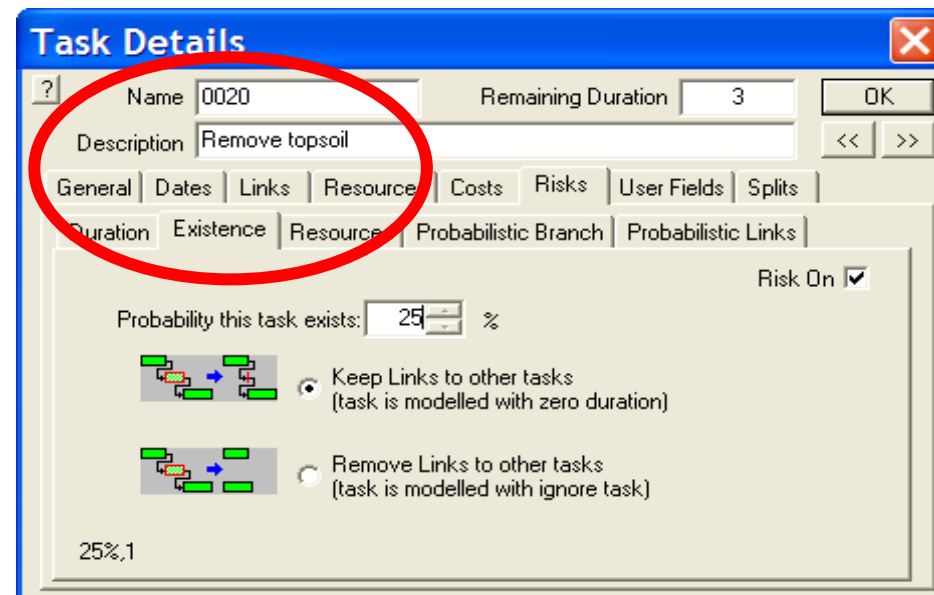 Task Details
? Name 0020 Remaining Duration 3 OK
Description Remove topsoil << >>
General Dates Links Resource Costs Risks User Fields Splits
Duration Existence Resource Probabilistic Branch Probabilistic Links
Risk On
Probability this task exists: 25 %
Keep Links to other tasks
(task is modelled with zero duration)
Remove Links to other tasks
(task is modelled with ignore task)
25%,1